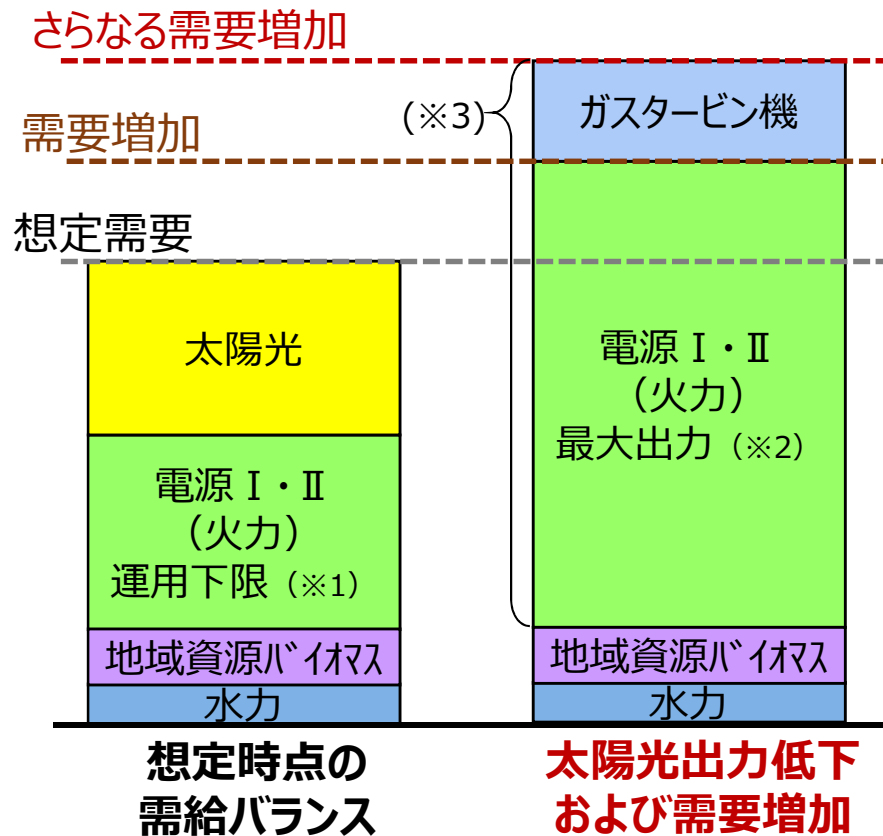 さらなる需要増加
需要増加
想定需要
(※3)
ガスタービン機
太陽光
電源Ⅰ・Ⅱ
(火力)
運用下限(※1)
地域資源バイオマス
水力
電源Ⅰ・Ⅱ
(火力)
最大出力(※2)
地域資源バイオマス
水力
想定時点の
需給バランス
太陽光出力低下
および需要増加